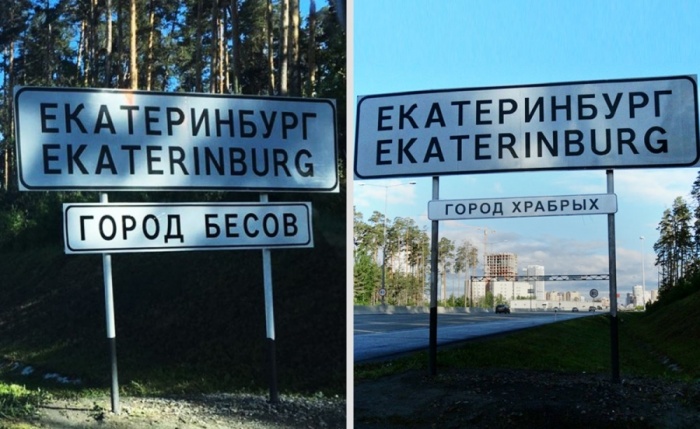 ЕКАТЕРИНБУРГ
EKATERINBURG
ГОРОД БЕСОВ
ЕКАТЕРИНБУРГ
EKATERINBURG
ГОРОД ХРАБРЫХ